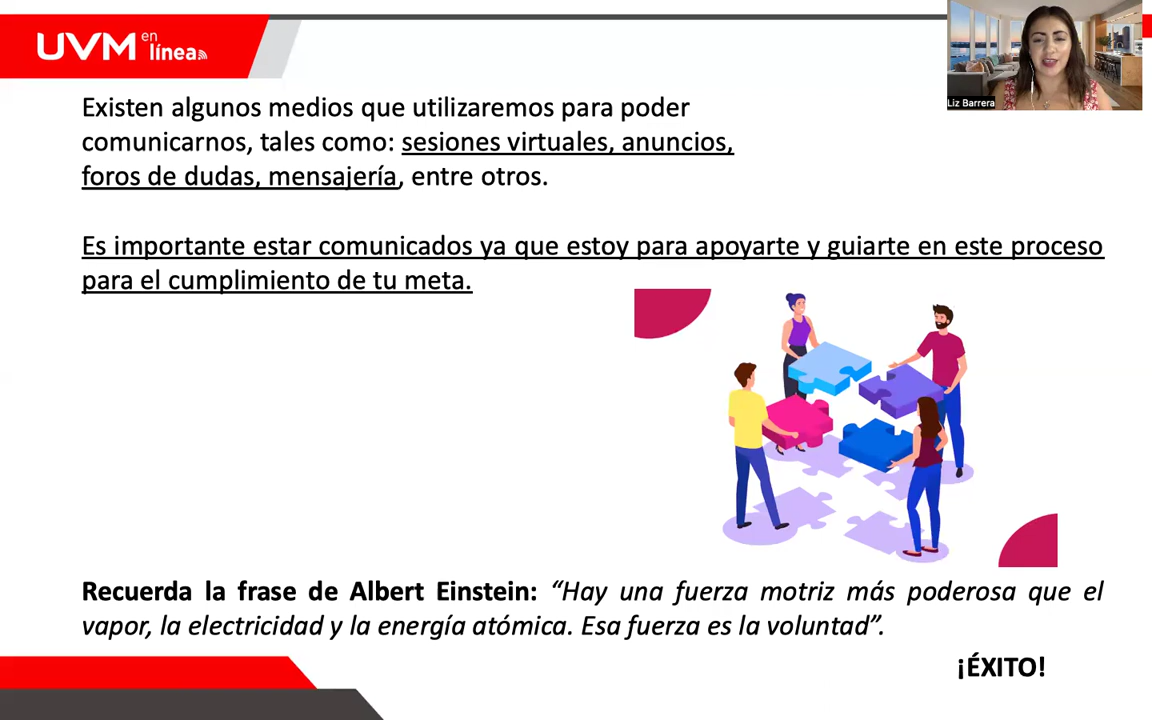 UVM en línea
Liz Barrera
Existen algunos medios que utilizaremos para poder
comunicarnos, tales como: sesiones virtuales, anuncios,
foros de dudas, mensajería, entre otros.
Es importante estar comunicados ya que estoy para apoyarte y guiarte en este proceso
para el cumplimiento de tu meta.
Recuerda la frase de Albert Einstein: “Hay una fuerza motriz más poderosa que el
vapor, la electricidad y la energía atómica. Esa fuerza es la voluntad”.
¡ÉXITO!